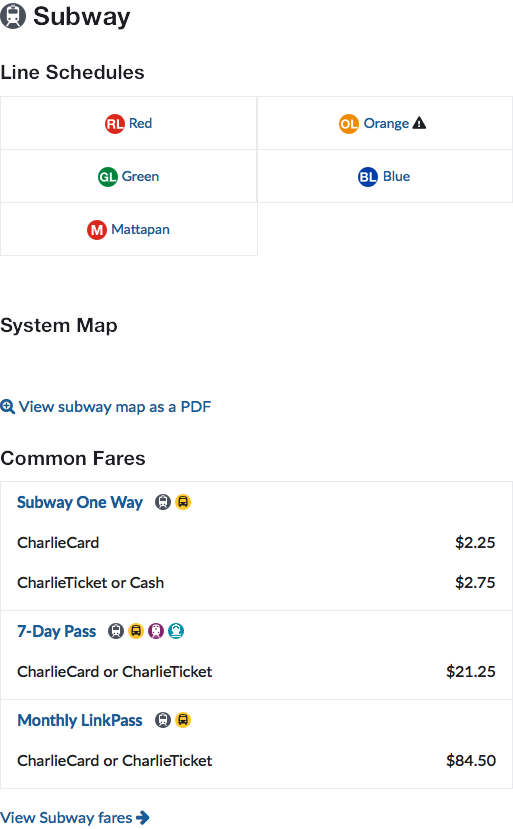 Subway
Line Schedules
RL Red
OL Orange
GL Green
BL Blue
M Mattapan
System Map
View subway map as a PDF
Common Fares
Subway One Way
CharlieCard $2.25
CharlieTicket or Cash $2.75
7-Day Pass
CharlieCard or CharlieTicket $21.25
Monthly LinkPass
CharlieCard or CharlieTicket $84.50
View Subway fares